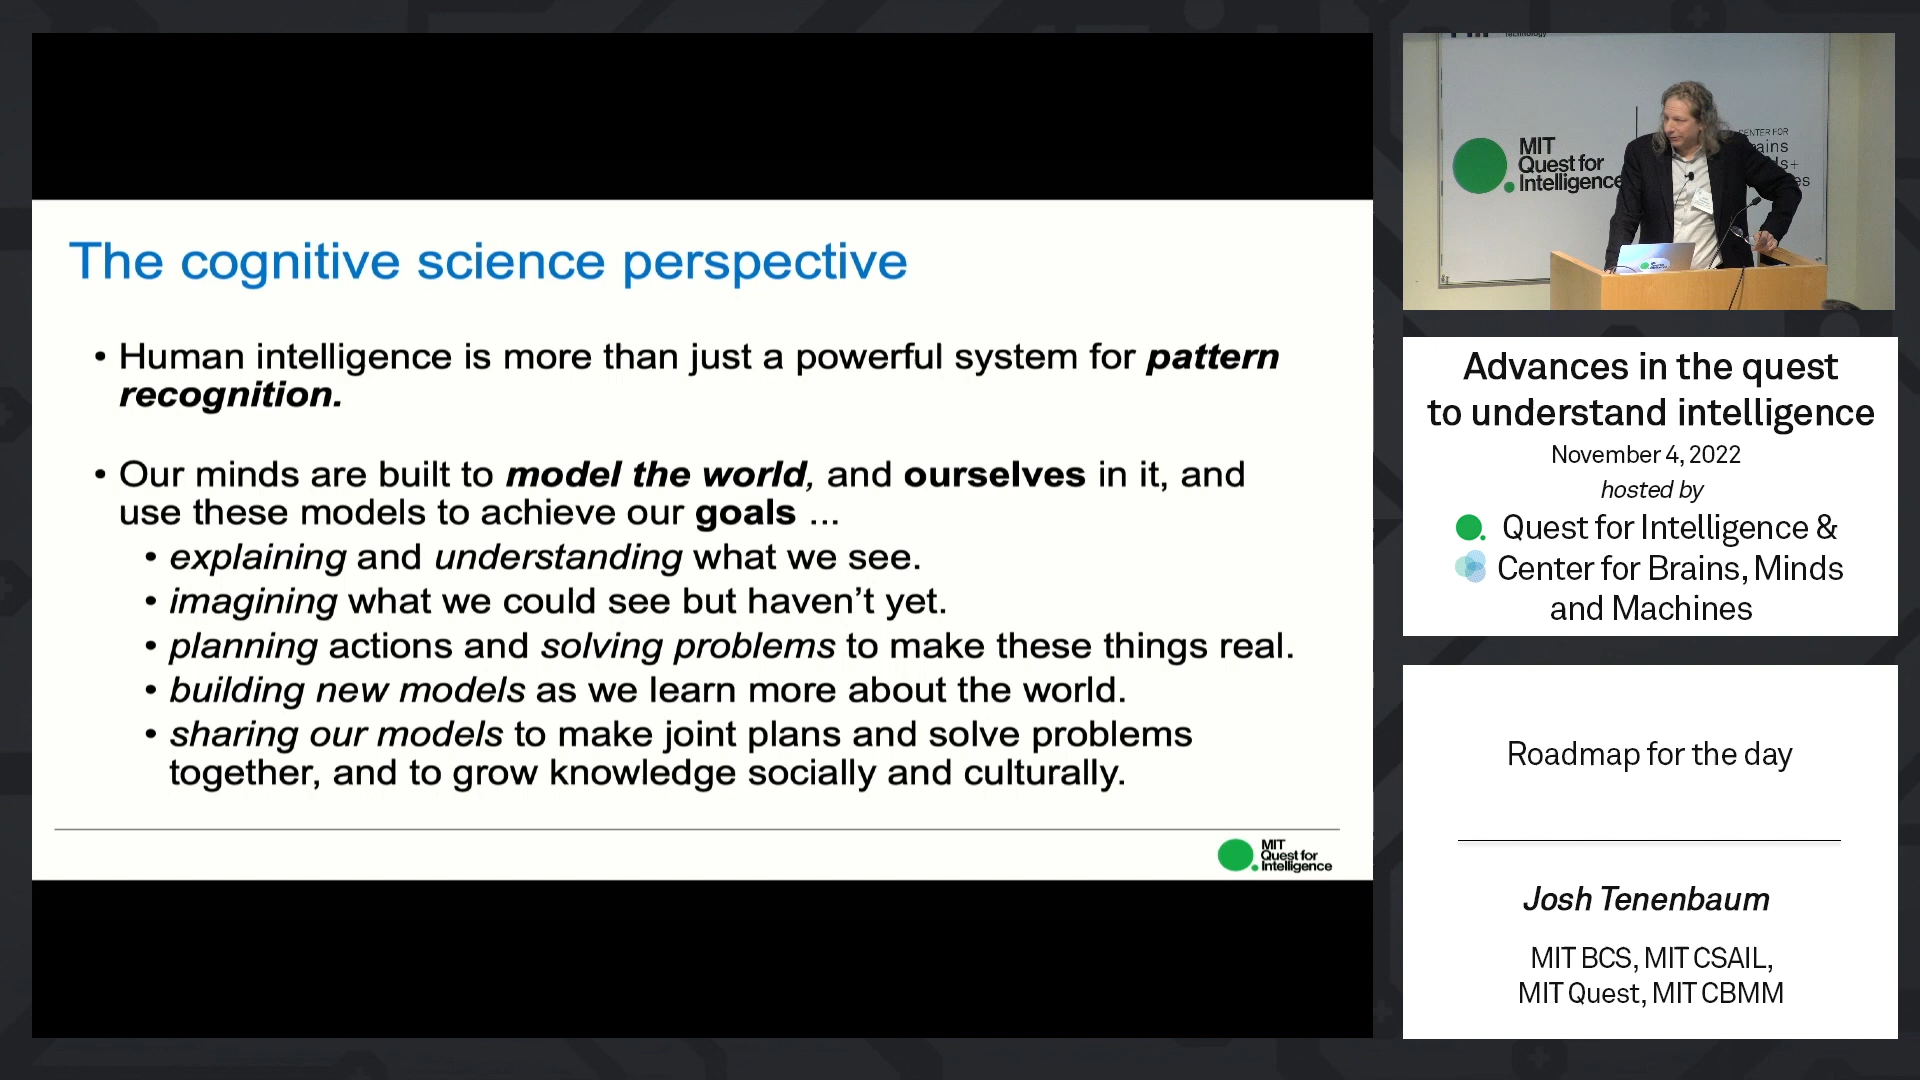 The cognitive science perspective
• Human intelligence is more than just a powerful system for pattern
recognition.
• Our minds are built to model the world, and ourselves in it, and
use these models to achieve our goals ...
• explaining and understanding what we see.
• imagining what we could see but haven't yet.
• planning actions and solving problems to make these things real.
• building new models as we learn more about the world.
• sharing our models to make joint plans and solve problems
together, and to grow knowledge socially and culturally.
MIT
Quest for
Intelligence
MIT
Quest for
Intelligence
CENTER FOR
Advances in the quest
to understand intelligence
November 4, 2022
hosted by
Quest for Intelligence &
Center for Brains, Minds
and Machines
Roadmap for the day
Josh Tenenbaum
MIT BCS, MIT CSAIL,
MIT Quest, MIT CBMM